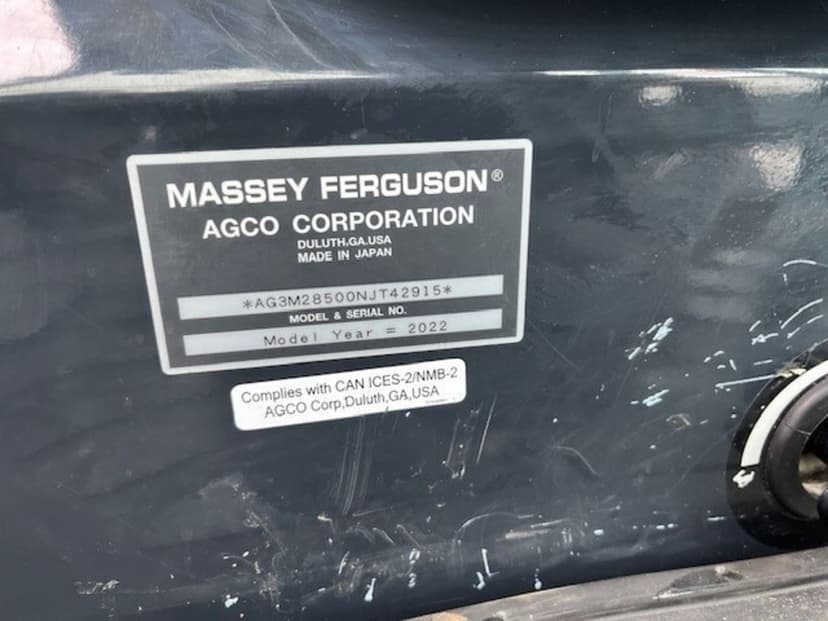 MASSEY FERGUSON®
AGCO CORPORATION
DULUTH,GA,USA
MADE IN JAPAN
*AG3M28500NJT42915*
MODEL & SERIAL NO.
Model Year = 2022
Complies with CAN ICES-2/NMB-2
AGCO Corp,Duluth,GA,USA